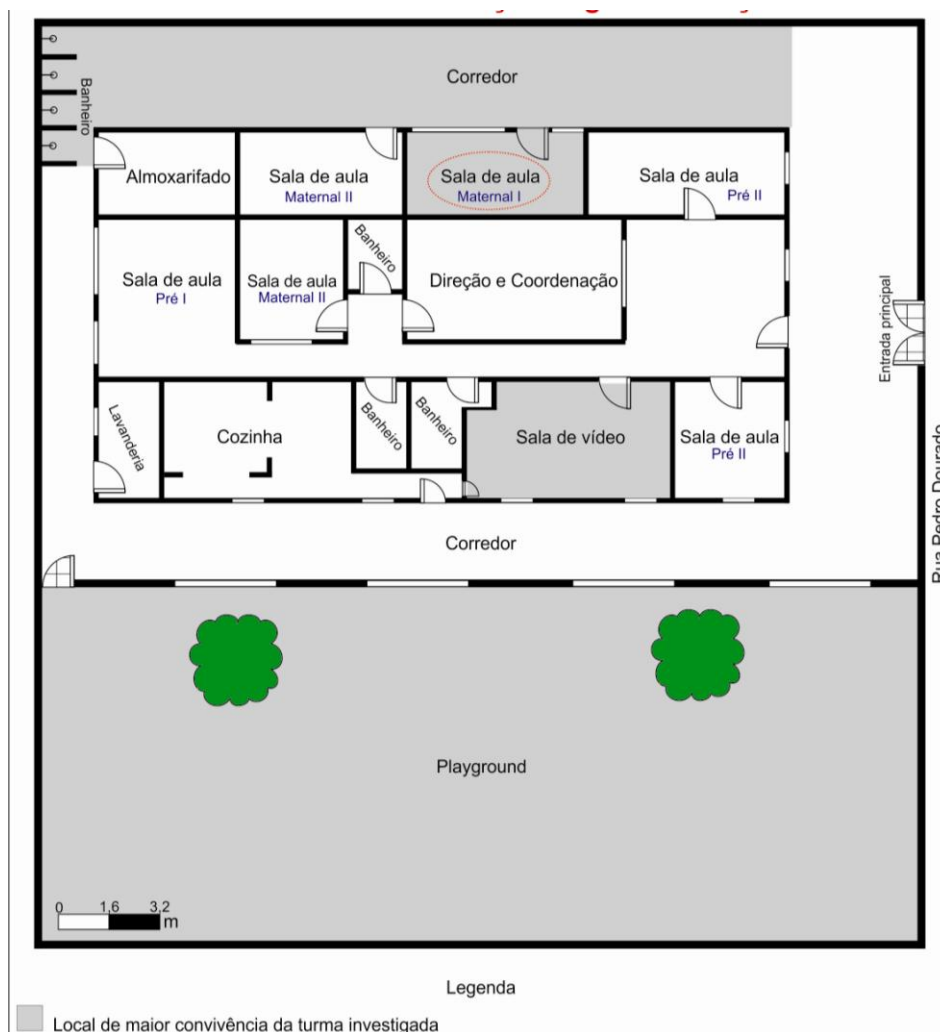 Corredor
Banheiro
Almoxarifado
Sala de aula
Maternal II
Sala de aula
Maternal I
Sala de aula
Pré II
Sala de aula
Pré I
Sala de aula
Maternal II
Banheiro
Direção e Coordenação
Entrada principal
Lavanderia
Cozinha
Banheiro
Banheiro
Sala de vídeo
Sala de aula
Pré II
Rua Pedro Dourado
Corredor
Playground
0 1,6 3,2
m
Legenda
Local de maior convivência da turma investigada